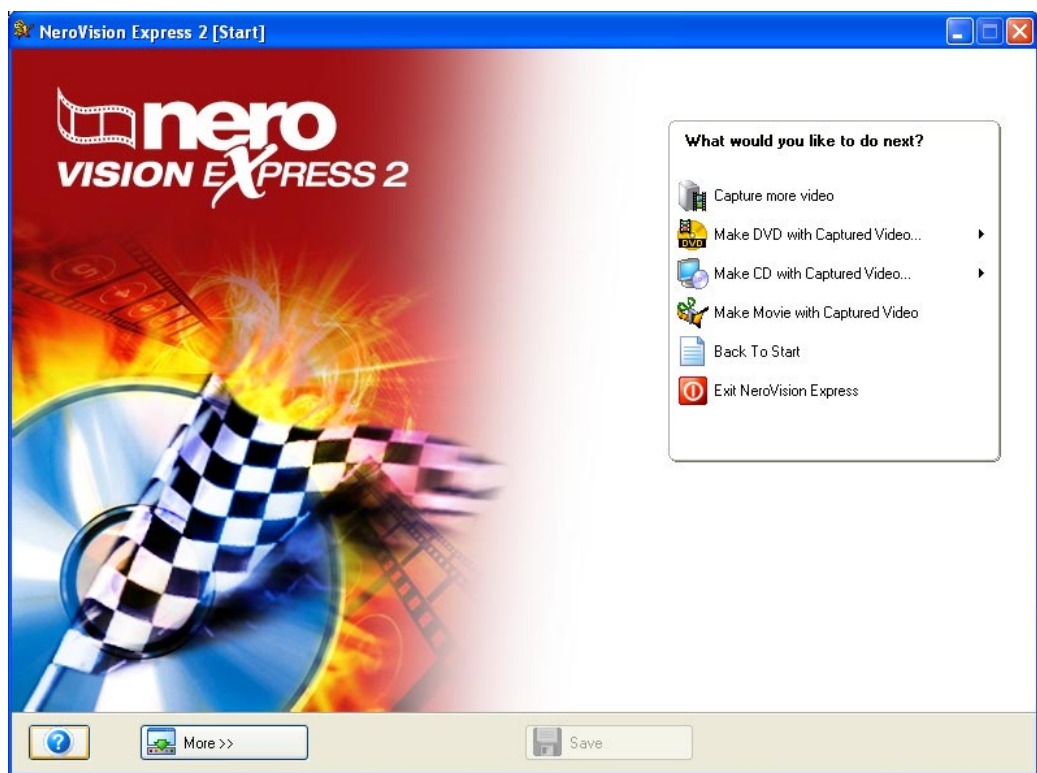 NeroVision Express 2 [Start]
nero
VISION EXPRESS 2
What would you like to do next?
Capture more video
Make DVD with Captured Video...
Make CD with Captured Video...
Make Movie with Captured Video
Back To Start
Exit NeroVision Express
More >>
Save